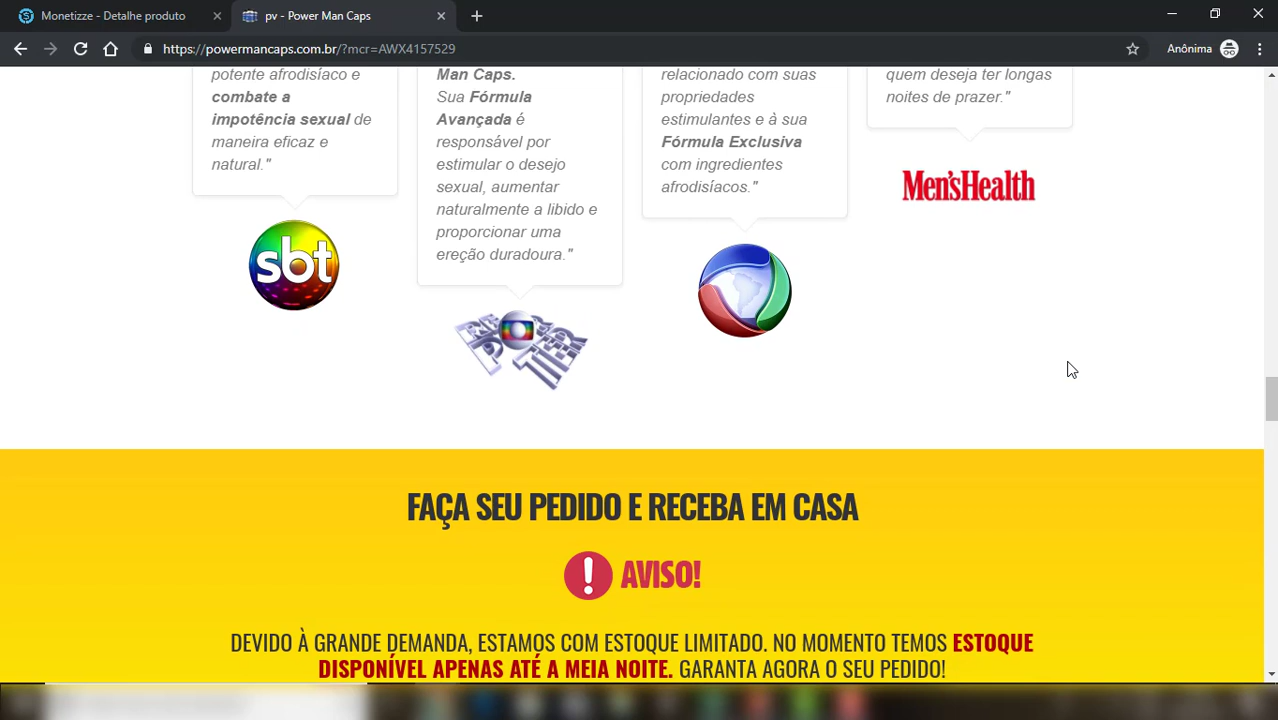 Monetizze - Detalhe produto
pv - Power Man Caps
https://powermancaps.com.br/?mcr=AWX4157529
Anônima
potente afrodisíaco e
combate a
impotência sexual de
maneira eficaz e
natural."
sbt
Man Caps.
Sua Fórmula
Avançada é
responsável por
estimular o desejo
sexual, aumentar
naturalmente a libido e
proporcionar uma
ereção duradoura."
relacionado com suas
propriedades
estimulantes e à sua
Fórmula Exclusiva
com ingredientes
afrodisíacos."
quem deseja ter longas
noites de prazer."
Men'sHealth
FAÇA SEU PEDIDO E RECEBA EM CASA
! AVISO!
DEVIDO À GRANDE DEMANDA, ESTAMOS COM ESTOQUE LIMITADO. NO MOMENTO TEMOS ESTOQUE
DISPONÍVEL APENAS ATÉ A MEIA NOITE. GARANTA AGORA O SEU PEDIDO!